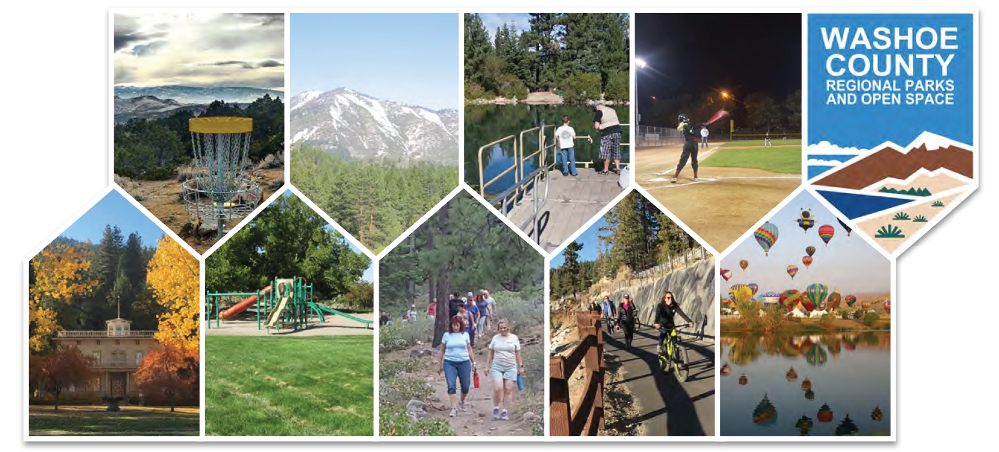 WASHOE
COUNTY
REGIONAL PARKS
AND OPEN SPACE